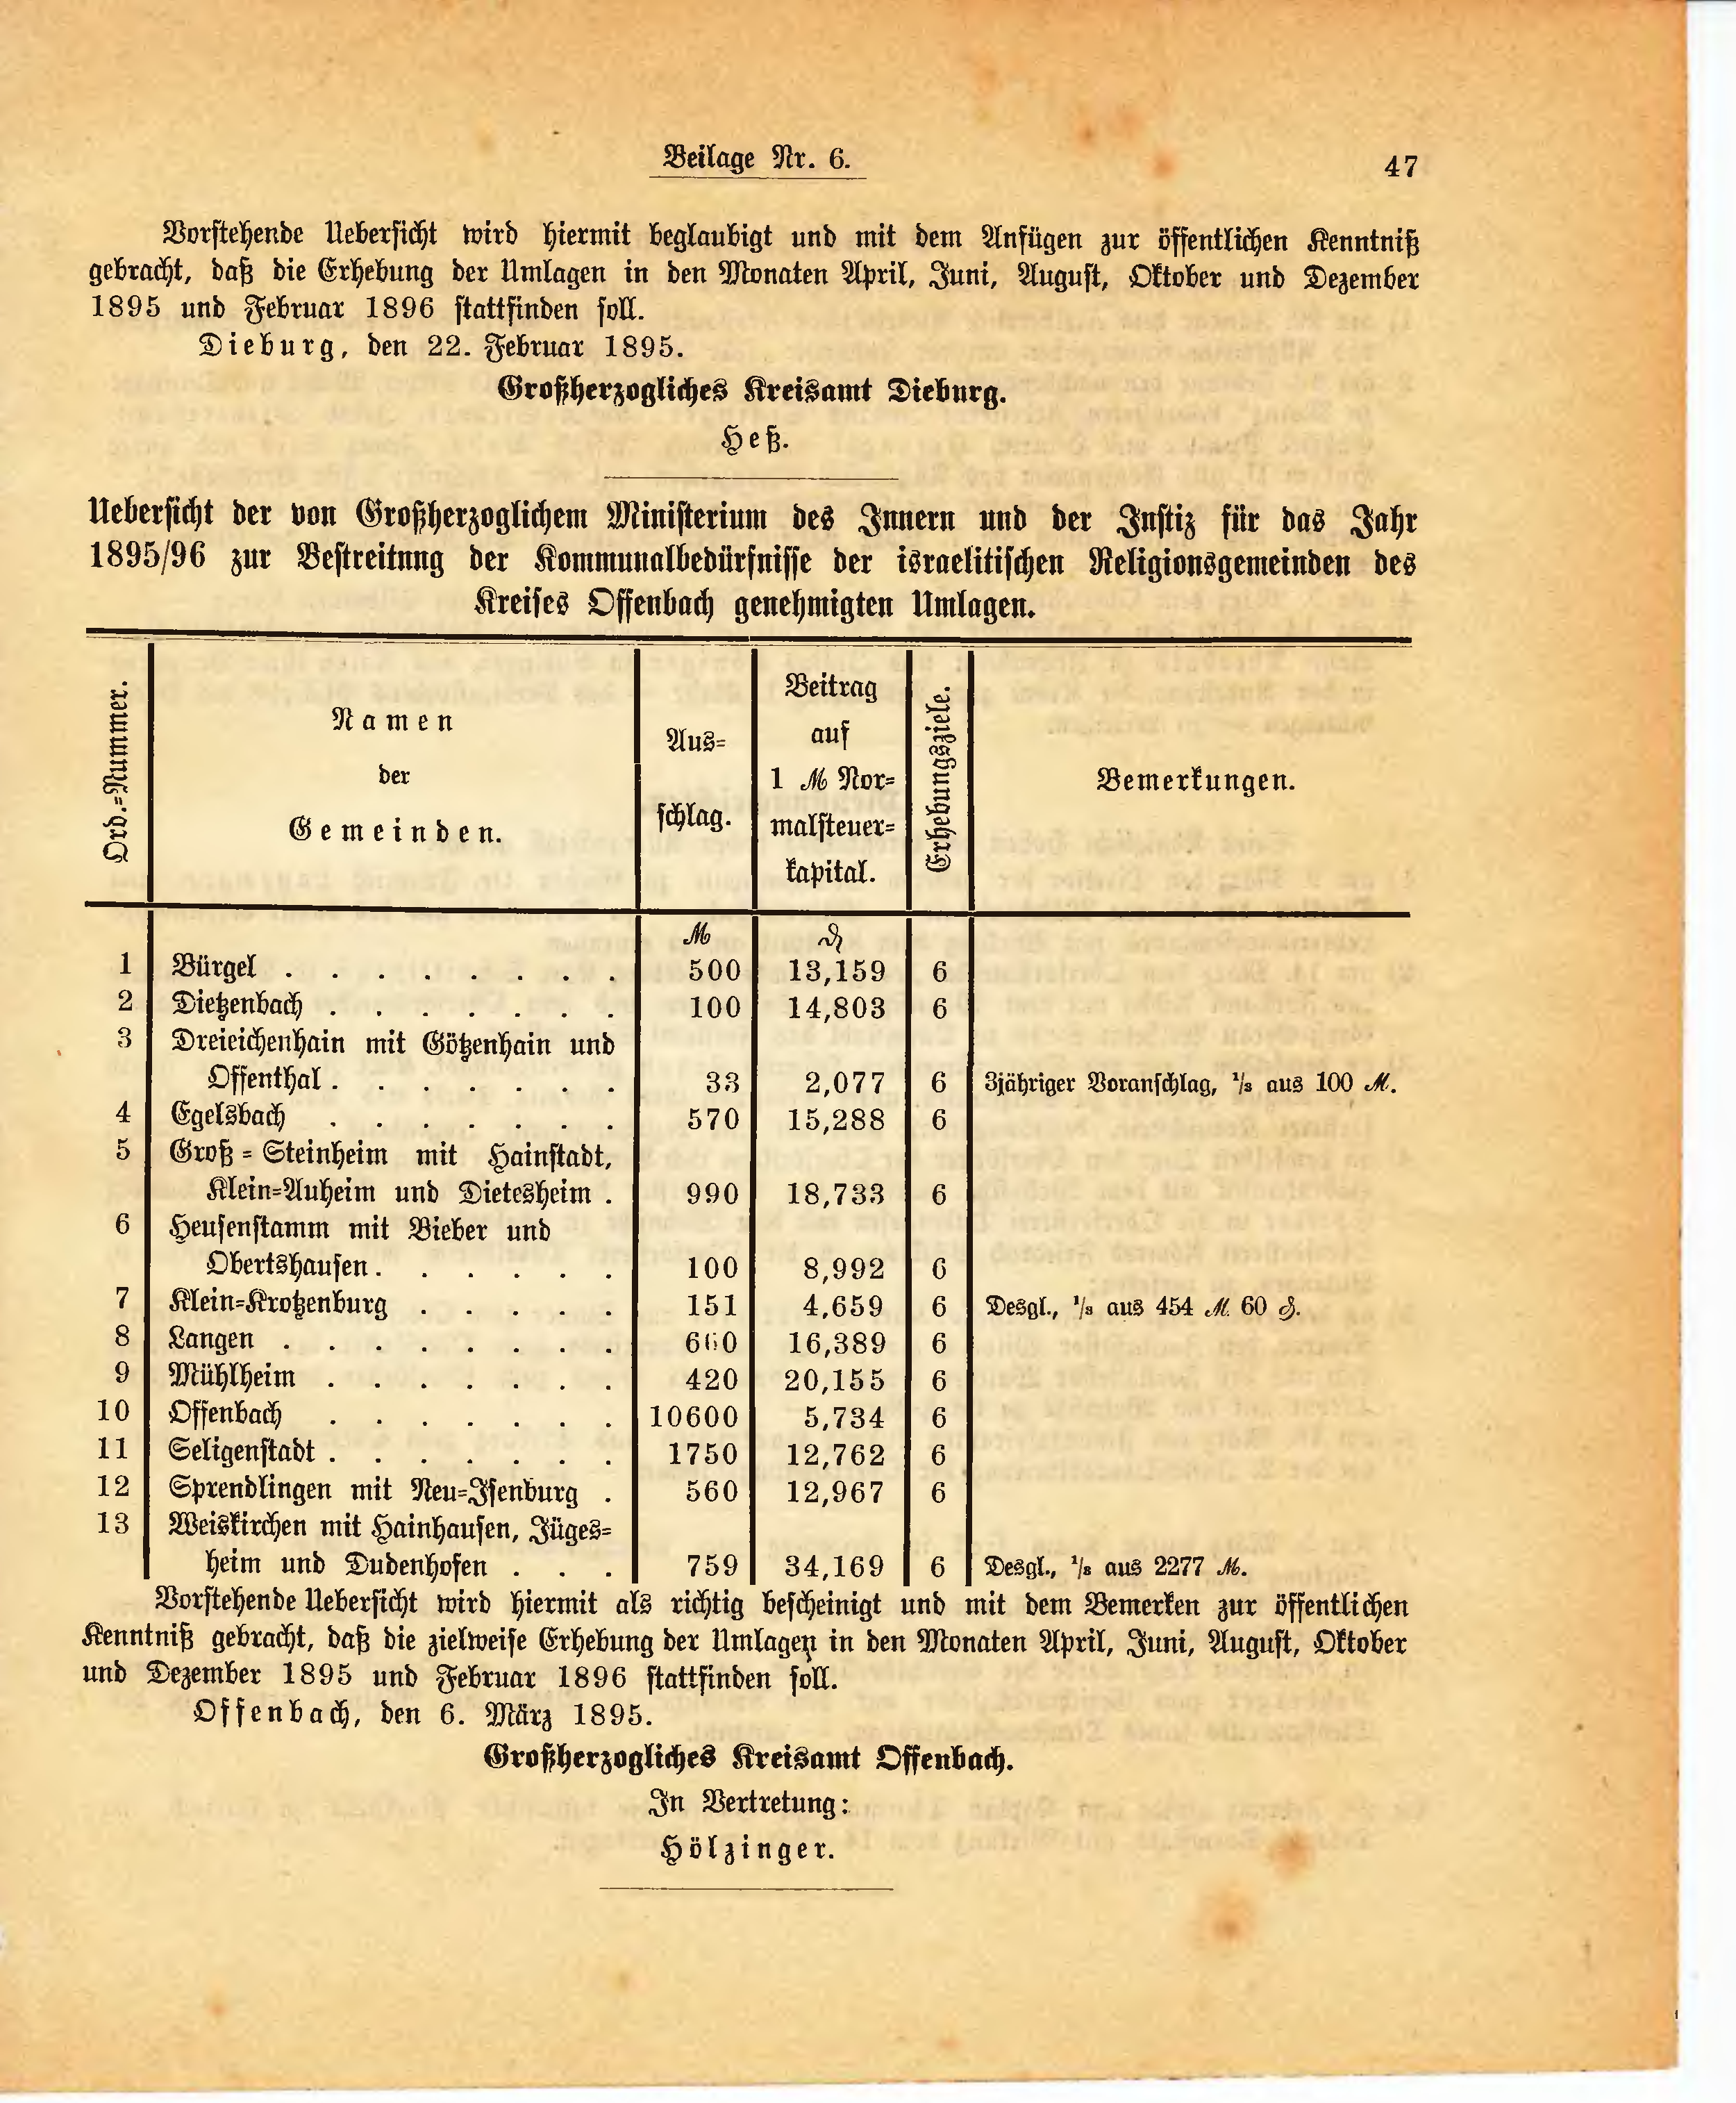 Beilage Nr. 6.
47
Vorstehende Uebersicht wird hiermit beglaubigt und mit dem Anfügen zur öffentlichen Kenntniß
gebracht, daß die Erhebung der Umlagen in den Monaten April, Juni, August, Oktober und Dezember
1895 und Februar 1896 stattfinden soll.
Dieburg, den 22. Februar 1895.
Großherzogliches Kreisamt Dieburg.
Heß.
Uebersicht der von Großherzoglichem Ministerium des Innern und der Justiz für das Jahr
1895/96 zur Bestreitung der Kommunalbedürfnisse der israelitischen Religionsgemeinden des
Kreises Offenbach genehmigten Umlagen.
Ord.=Nummer.
Namen
der
Gemeinden.
Aus=
schlag.
Beitrag
auf
1 ℳ Nor=
malsteuer=
kapital.
Erhebungsziele.
Bemerkungen.
ℳ ₰
1 Bürgel . . . . . . . . 500 13,159 6
2 Dietzenbach . . . . . . . 100 14,803 6
3 Dreieichenhain mit Götzenhain und
Offenthal . . . . . . . 33 2,077 6 3jähriger Voranschlag, ⅓ aus 100 ℳ.
4 Egelsbach . . . . . . . 570 15,288 6
5 Groß=Steinheim mit Hainstadt,
Klein=Auheim und Dietesheim . 990 18,733 6
6 Heusenstamm mit Bieber und
Obertshausen . . . . . . 100 8,992 6
7 Klein=Krotzenburg . . . . . 151 4,659 6 Desgl., ⅓ aus 454 ℳ. 60 ₰.
8 Langen . . . . . . . . 660 16,389 6
9 Mühlheim . . . . . . . 420 20,155 6
10 Offenbach . . . . . . . 10600 5,734 6
11 Seligenstadt . . . . . . . 1750 12,762 6
12 Sprendlingen mit Neu=Isenburg . 560 12,967 6
13 Weiskirchen mit Hainhausen, Jüges=
heim und Dudenhofen . . . 759 34,169 6 Desgl., ⅓ aus 2277 ℳ.
Vorstehende Uebersicht wird hiermit als richtig bescheinigt und mit dem Bemerken zur öffentlichen
Kenntniß gebracht, daß die zielweise Erhebung der Umlagen in den Monaten April, Juni, August, Oktober
und Dezember 1895 und Februar 1896 stattfinden soll.
Offenbach, den 6. März 1895.
Großherzogliches Kreisamt Offenbach.
In Vertretung:
Hölzinger.